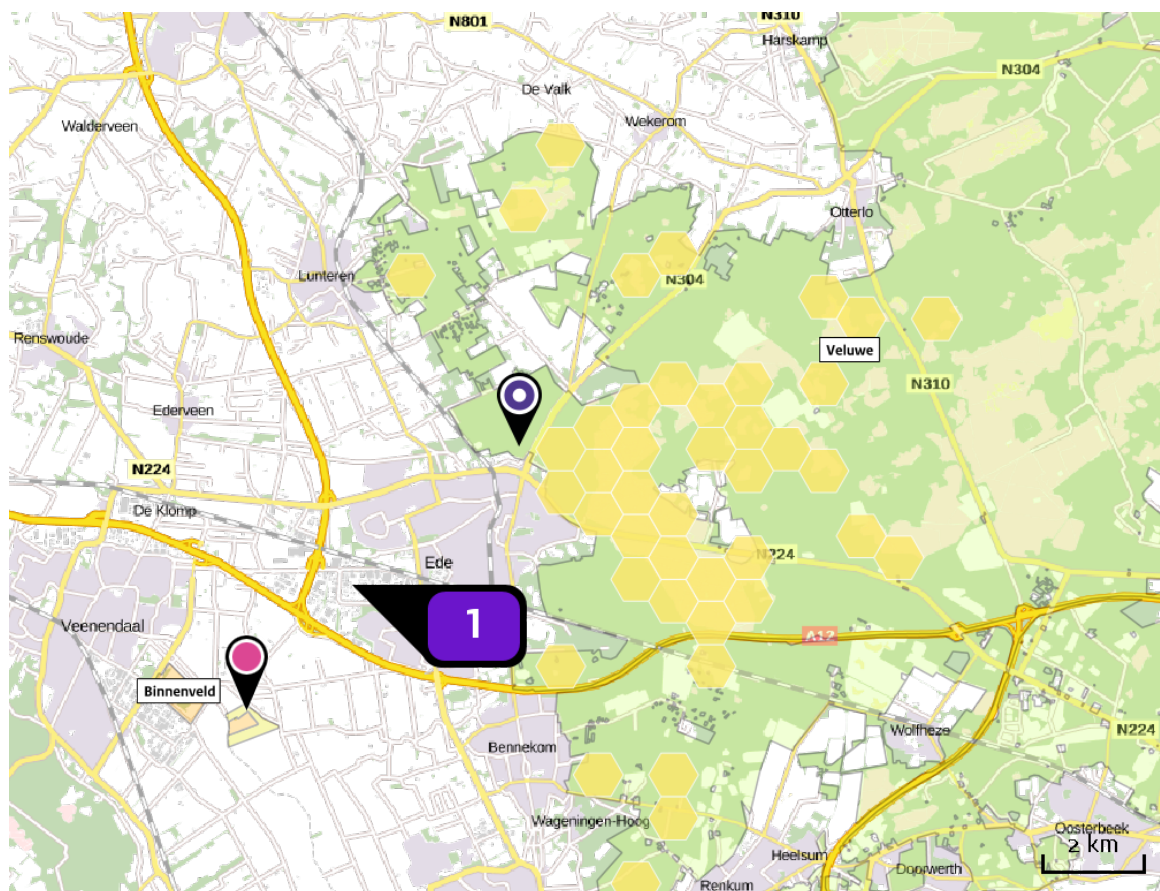 N801
N310
Harskamp
N304
De Valk
Wekerom
Walderveen
Otterlo
Lunteren
N304
Renswoude
Veluwe
N310
Ederveen
N224
De Klomp
N224
Ede
1
Veenendaal
A12
Binnenveld
N224
Wolfheze
Bennekom
Wageningen-Hoog
Oosterbeek
2 km
Heelsum
Doorwerth
Renkum